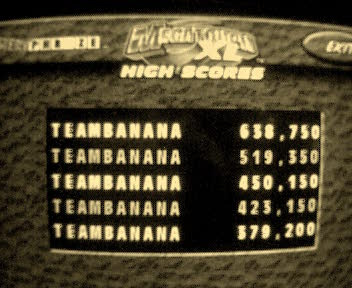 HIGH SCORES
TEAMBANANA 638,750
TEAMBANANA 519,350
TEAMBANANA 450,150
TEAMBANANA 423,150
TEAMBANANA 379,200